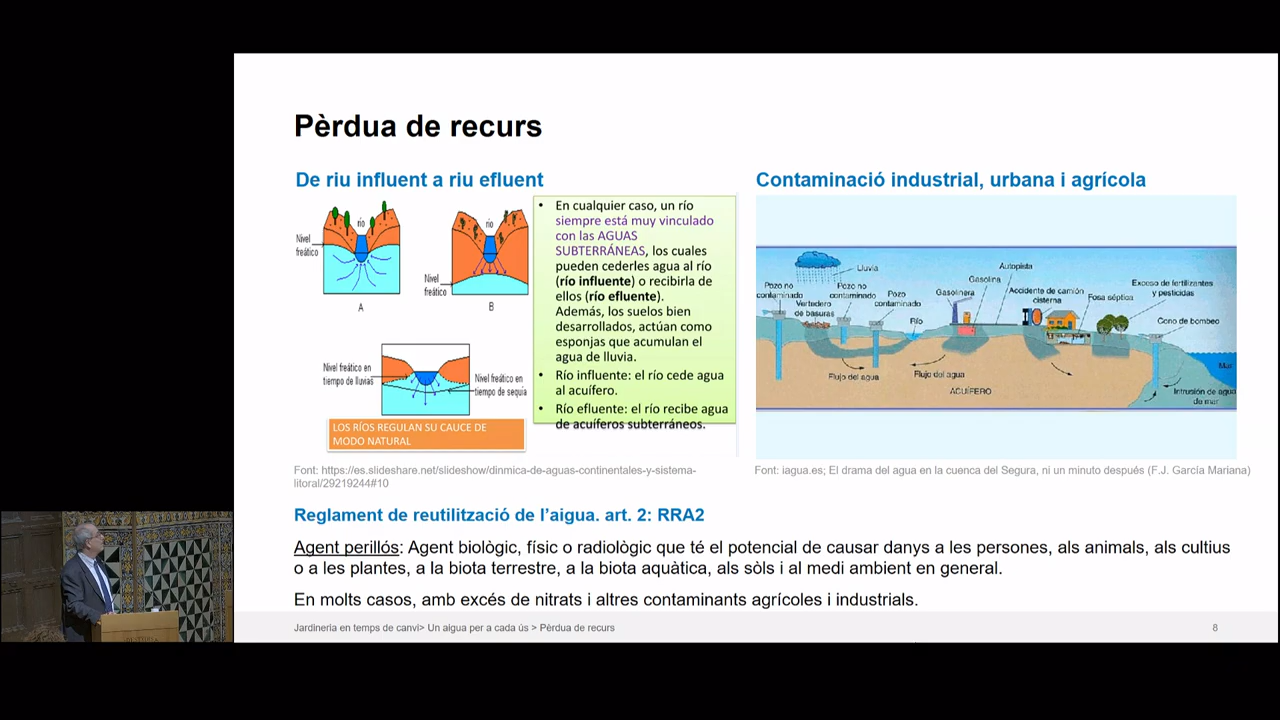 Pèrdua de recurs
De riu influent a riu efluent
río
Nivel
freático
A
río
Nivel
freático
B
Nivel freático en
tiempo de lluvias
Nivel freático en
tiempo de sequía
LOS RÍOS REGULAN SU CAUCE DE
MODO NATURAL
• En cualquier caso, un río
siempre está muy vinculado
con las AGUAS
SUBTERRÁNEAS, los cuales
pueden cederles agua al río
(río influente) o recibirla de
ellos (río efluente).
Además, los suelos bien
desarrollados, actúan como
esponjas que acumulan el
agua de lluvia.
• Río influente: el río cede agua
al acuífero.
• Río efluente: el río recibe agua
de acuíferos subterráneos.
Font: https://es.slideshare.net/slideshow/dinmica-de-aguas-continentales-y-sistema-
litoral/29219244#10
Contaminació industrial, urbana i agrícola
Lluvia
Pozo no
contaminado
Vertadero
de basuras
Pozo no
contaminado
Pozo
contaminado
Río
Gasolinera
Gasolina
Autopista
Accidente de camión
cisterna
Fosa séptica
Exceso de fertilizantes
y pesticidas
Cono de bombeo
Mar
Intrusión de agua
de mar
Flujo del agua
Flujo del agua
ACUÍFERO
Font: iagua.es; El drama del agua en la cuenca del Segura, ni un minuto después (F.J. García Mariana)
Reglament de reutilització de l’aigua. art. 2: RRA2
Agent perillós: Agent biològic, físic o radiològic que té el potencial de causar danys a les persones, als animals, als cultius
o a les plantes, a la biota terrestre, a la biota aquàtica, als sòls i al medi ambient en general.
En molts casos, amb excés de nitrats i altres contaminants agrícoles i industrials.
Jardineria en temps de canvi> Un aigua per a cada ús > Pèrdua de recurs
8